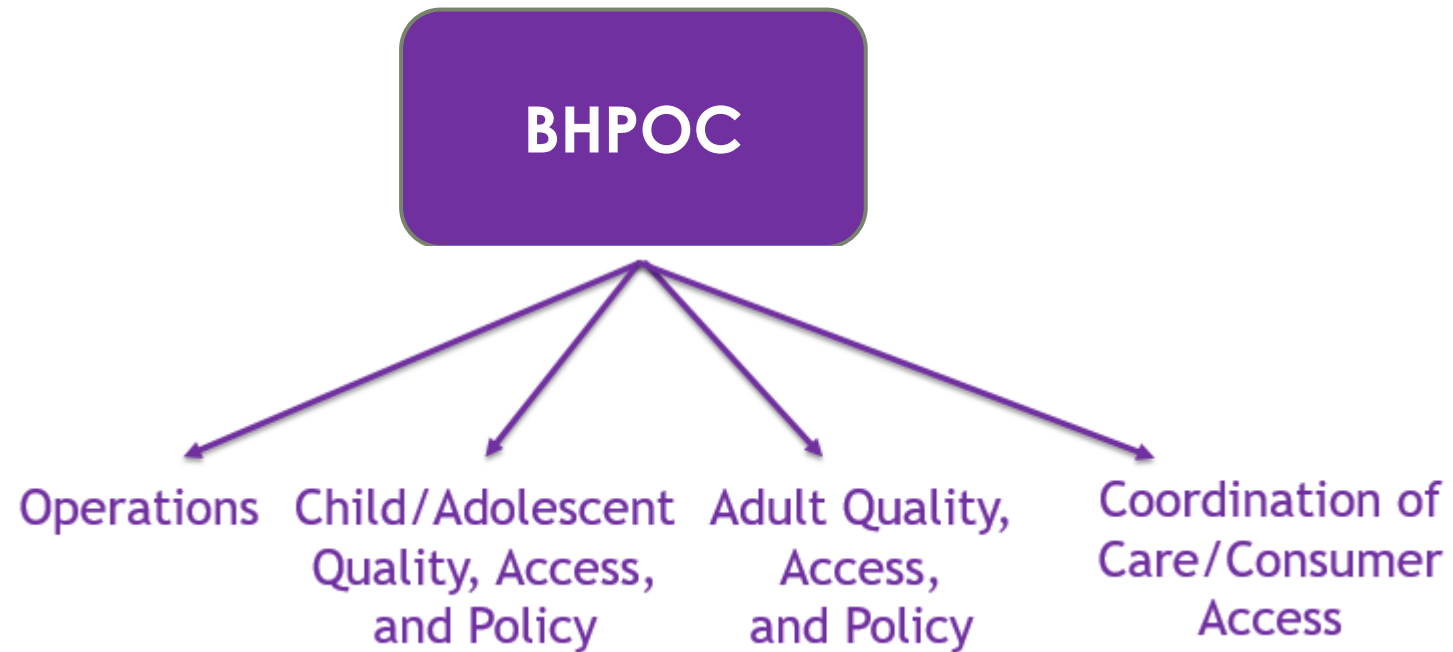 BHPOC
Operations
Child/Adolescent
Quality, Access,
and Policy
Adult Quality,
Access,
and Policy
Coordination of
Care/Consumer
Access